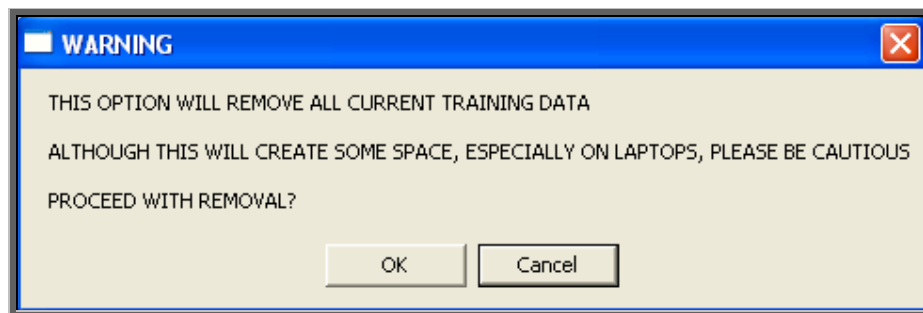 WARNING
THIS OPTION WILL REMOVE ALL CURRENT TRAINING DATA
ALTHOUGH THIS WILL CREATE SOME SPACE, ESPECIALLY ON LAPTOPS, PLEASE BE CAUTIOUS
PROCEED WITH REMOVAL?
OK Cancel